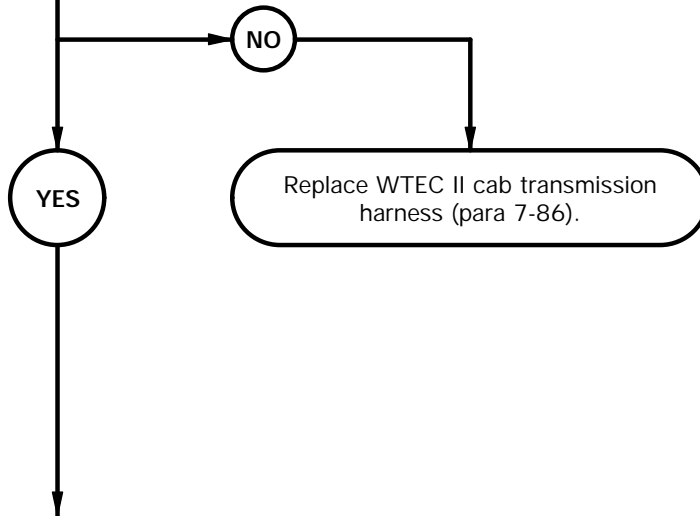 NO
YES
Replace WTEC II cab transmission
harness (para 7-86).